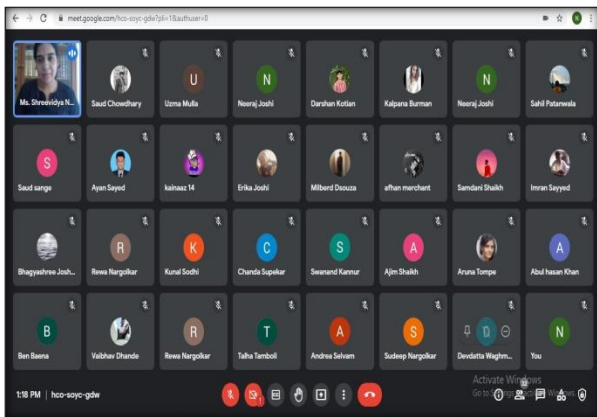 meet.google.com/hco-soyc-gdw?pli=1&authuser=0
N
Ms. Shreevidya N...
Saud Chowdhary
U
Uzma Mulla
N
Neeraj Joshi
Darshan Kotian
Kalpana Burman
N
Neeraj Joshi
Sahil Patanwala
S
Saud sange
Ayan Sayed
kainaaz 14
Erika Joshi
Milberd Dsouza
afhan merchant
Samdani Shaikh
Imran Sayyed
Bhagyashree Josh...
R
Rewa Nargolkar
K
Kunal Sodhi
C
Chanda Supekar
S
Swanand Kannur
A
Ajim Shaikh
Aruna Tompe
A
Abul hasan Khan
B
Ben Baena
Vaibhav Dhande
R
Rewa Nargolkar
T
Talha Tamboli
A
Andrea Selvam
S
Sudeep Nargolkar
Devdatta Waghm...
N
You
Activate Windows
Go to Settings
1:18 PM | hco-soyc-gdw